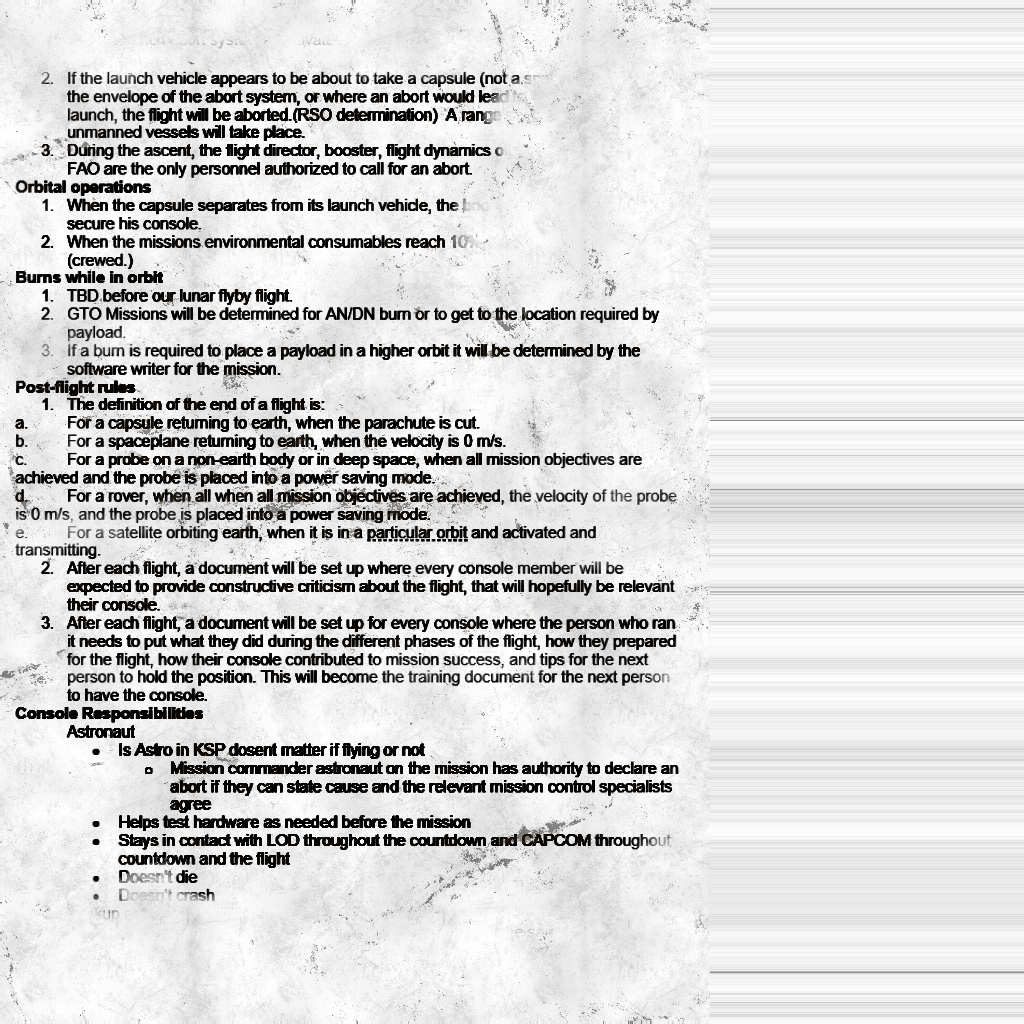 2. If the launch vehicle appears to be about to take a capsule (not a
the envelope of the abort system, or where an abort would lead
launch, the flight will be aborted.(RSO determination) A range
unmanned vessels will take place.
3. During the ascent, the flight director, booster, flight dynamics
FAO are the only personnel authorized to call for an abort.
Orbital operations
1. When the capsule separates from its launch vehicle, the
secure his console.
2. When the missions environmental consumables reach 10%
(crewed.)
Burns while in orbit
1. TBD before our lunar flyby flight.
2. GTO Missions will be determined for AN/DN burn or to get to the location required by
payload.
3. If a burn is required to place a payload in a higher orbit it will be determined by the
software writer for the mission.
Post-flight rules
1. The definition of the end of a flight is:
a. For a capsule returning to earth, when the parachute is cut.
b. For a spaceplane returning to earth, when the velocity is 0 m/s.
c. For a probe on a non-earth body or in deep space, when all mission objectives are
achieved and the probe is placed into a power saving mode.
d. For a rover, when all when all mission objectives are achieved, the velocity of the probe
is 0 m/s, and the probe is placed into a power saving mode.
e. For a satellite orbiting earth, when it is in a particular orbit and activated and
transmitting.
2. After each flight, a document will be set up where every console member will be
expected to provide constructive criticism about the flight, that will hopefully be relevant
their console.
3. After each flight, a document will be set up for every console where the person who ran
it needs to put what they did during the different phases of the flight, how they prepared
for the flight, how their console contributed to mission success, and tips for the next
person to hold the position. This will become the training document for the next person
to have the console.
Console Responsibilities
Astronaut
• Is Astro in KSP dosent matter if flying or not
o Mission commander astronaut on the mission has authority to declare an
abort if they can state cause and the relevant mission control specialists
agree
• Helps test hardware as needed before the mission
• Stays in contact with LOD throughout the countdown and CAPCOM throughout
countdown and the flight
• Doesn't die
• Doesn't crash